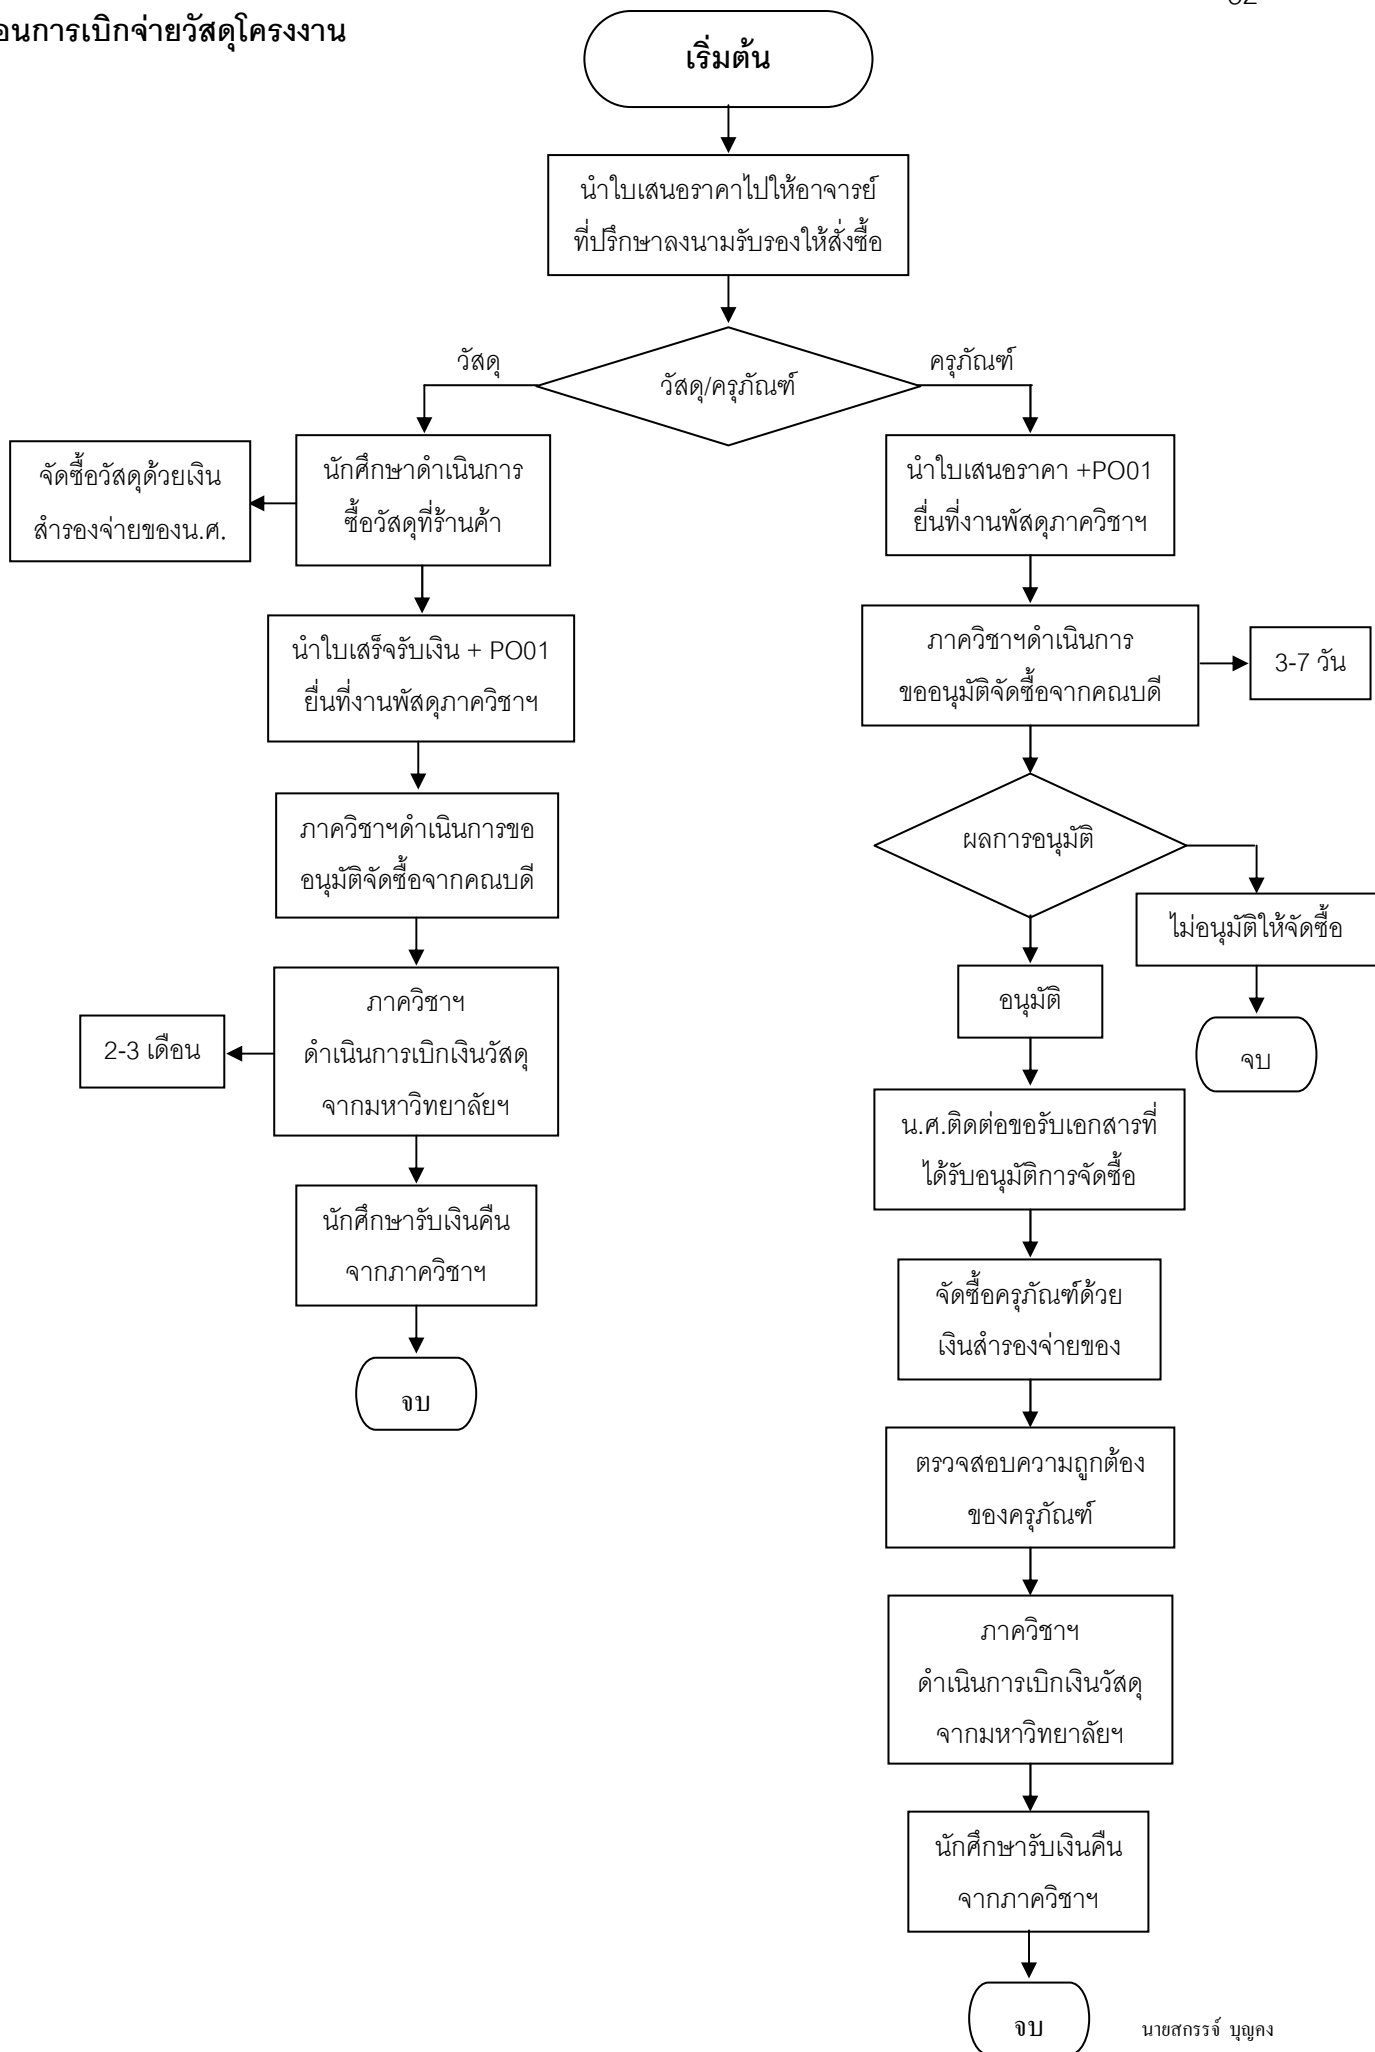 อนการเบิกจ่ายวัสดุโครงงาน
เริ่มต้น
นำใบเสนอราคาไปให้อาจารย์
ที่ปรึกษาลงนามรับรองให้สั่งซื้อ
วัสดุ
วัสดุ/ครุภัณฑ์
ครุภัณฑ์
จัดซื้อวัสดุด้วยเงิน
สำรองจ่ายของน.ศ.
นักศึกษาดำเนินการ
ซื้อวัสดุที่ร้านค้า
นำใบเสร็จรับเงิน + PO01
ยื่นที่งานพัสดุภาควิชาฯ
ภาควิชาฯดำเนินการขอ
อนุมัติจัดซื้อจากคณบดี
ภาควิชาฯ
ดำเนินการเบิกเงินวัสดุ
จากมหาวิทยาลัยฯ
2-3 เดือน
นักศึกษารับเงินคืน
จากภาควิชาฯ
จบ
นำใบเสนอราคา +PO01
ยื่นที่งานพัสดุภาควิชาฯ
ภาควิชาฯดำเนินการ
ขออนุมัติจัดซื้อจากคณบดี
3-7 วัน
ผลการอนุมัติ
ไม่อนุมัติให้จัดซื้อ
จบ
อนุมัติ
น.ศ.ติดต่อขอรับเอกสารที่
ได้รับอนุมัติการจัดซื้อ
จัดซื้อครุภัณฑ์ด้วย
เงินสำรองจ่ายของ
ตรวจสอบความถูกต้อง
ของครุภัณฑ์
ภาควิชาฯ
ดำเนินการเบิกเงินวัสดุ
จากมหาวิทยาลัยฯ
นักศึกษารับเงินคืน
จากภาควิชาฯ
จบ
นายสกรรจ์ บุญคง